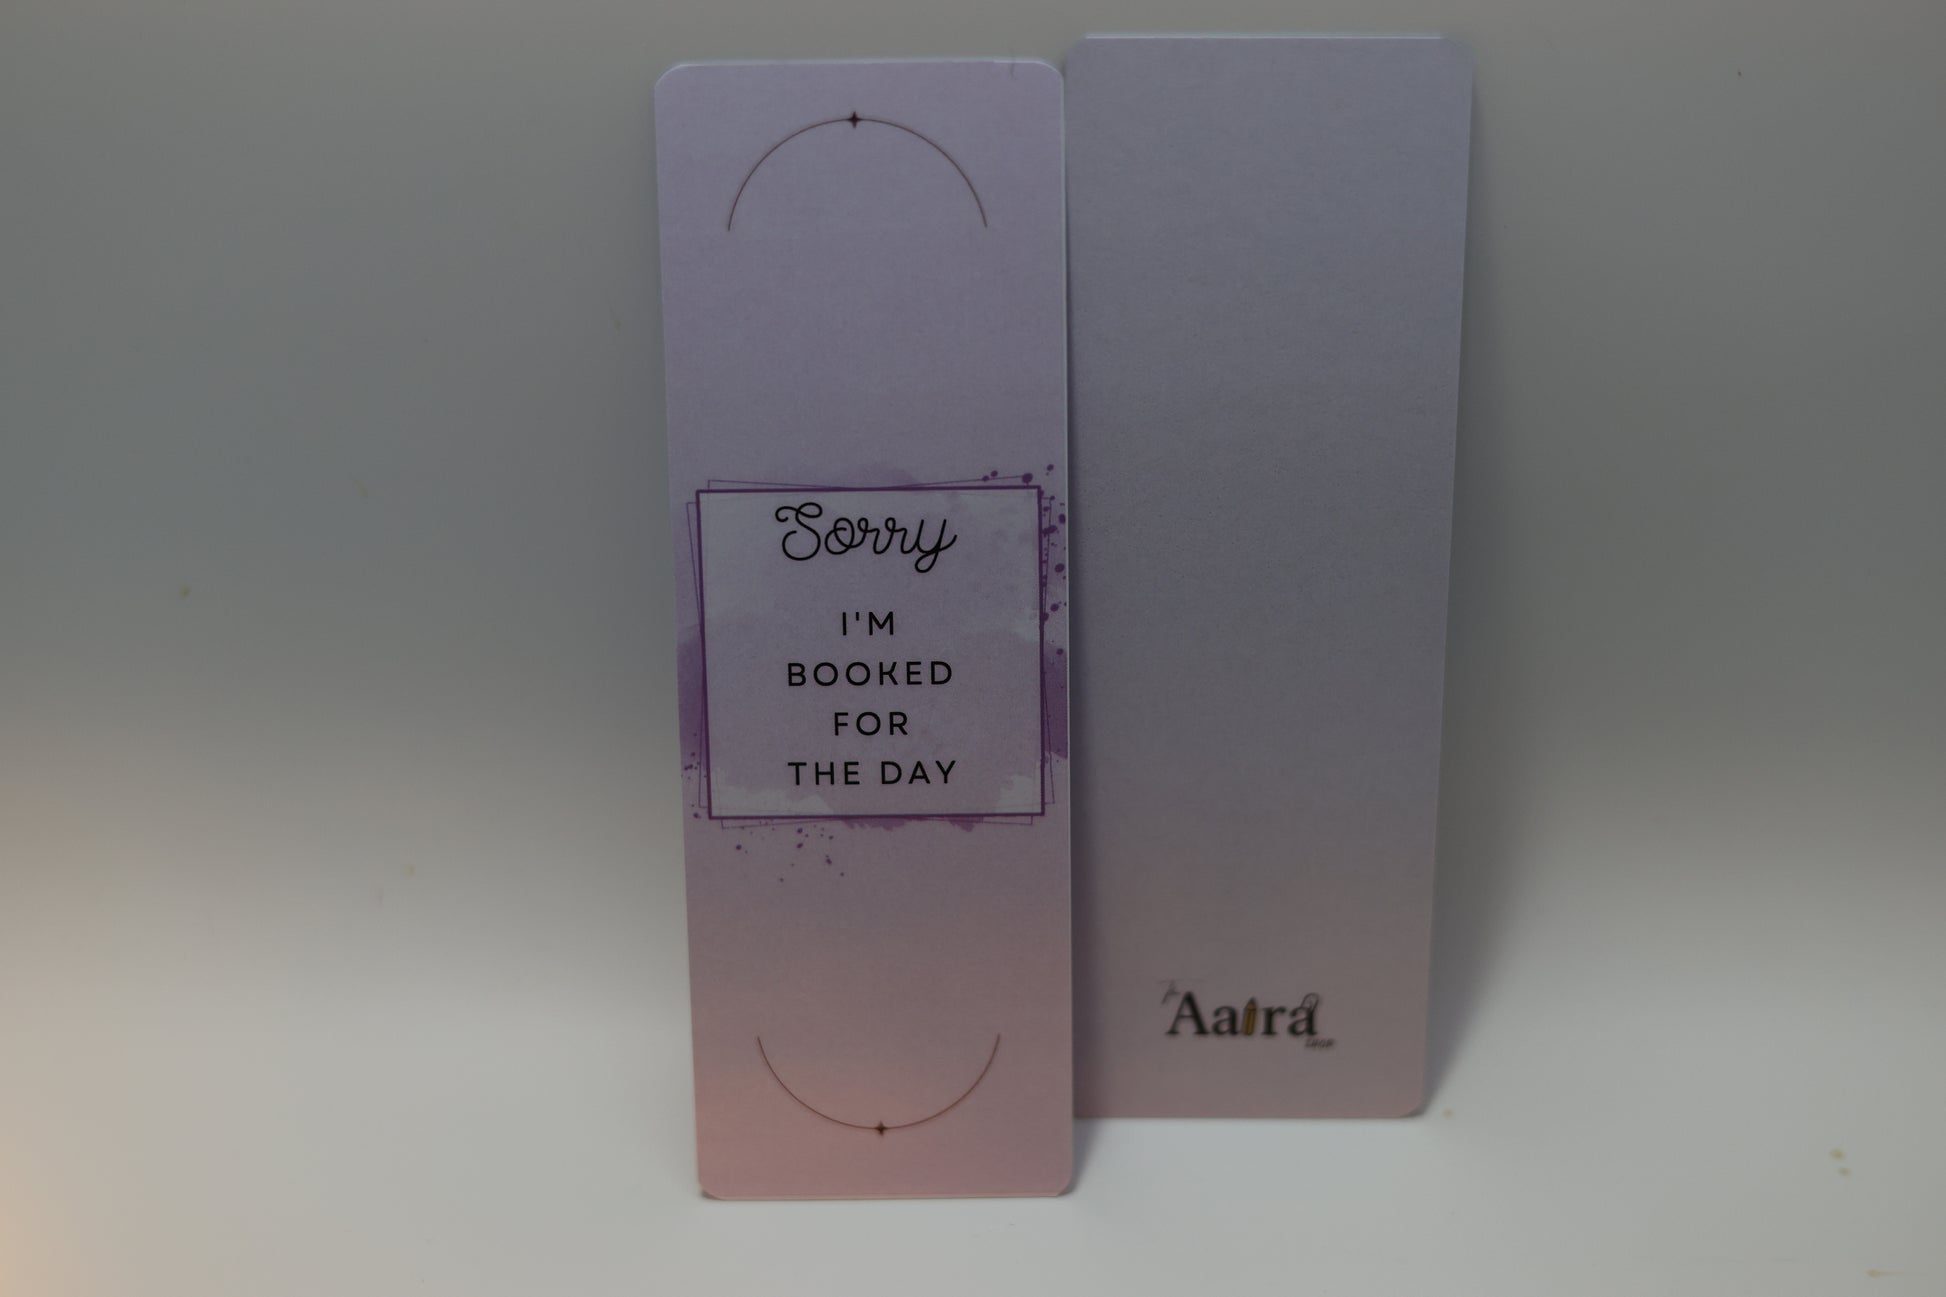 Sorry
I'M
BOOKED
FOR
THE DAY
Aaira